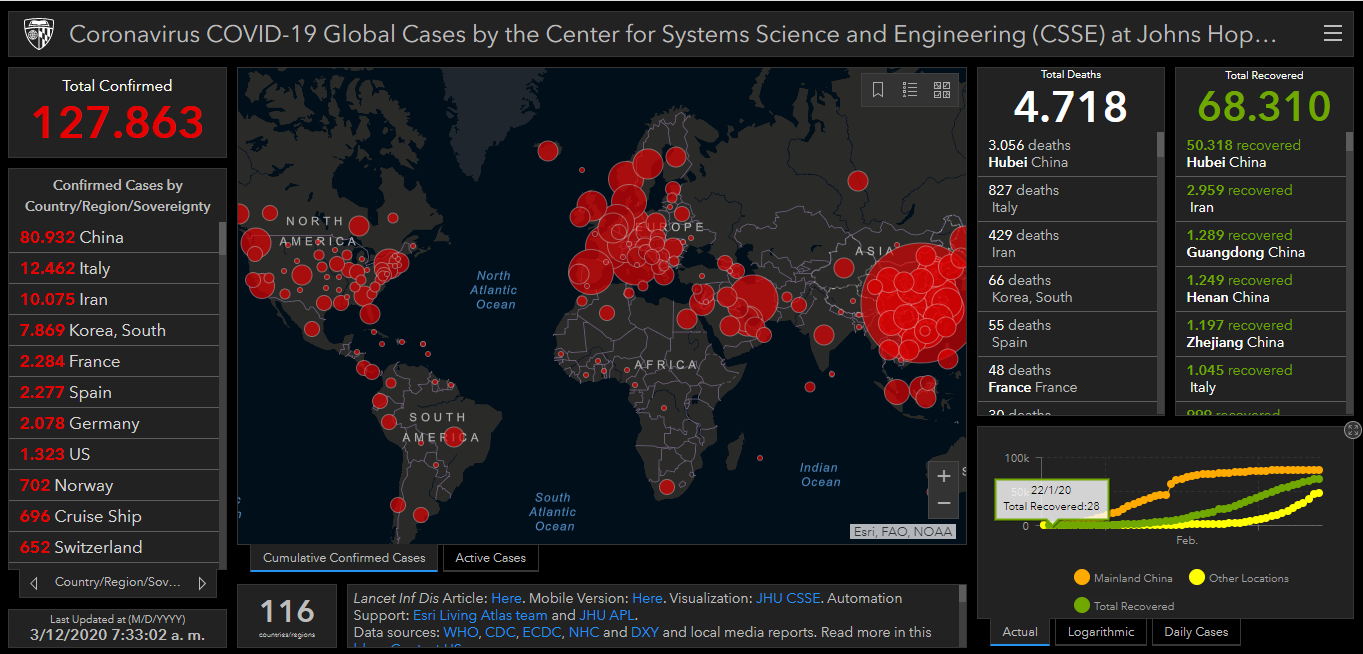 Coronavirus COVID-19 Global Cases by the Center for Systems Science and Engineering (CSSE) at Johns Hop...
Total Confirmed
127.863
Confirmed Cases by
Country/Region/Sovereignty
80.932 China
12.462 Italy
10.075 Iran
7.869 Korea, South
2.284 France
2.277 Spain
2.078 Germany
1.323 US
702 Norway
696 Cruise Ship
652 Switzerland
Country/Region/Sov...
Last Updated at (M/D/YYYY)
3/12/2020 7:33:02 a. m.
NORTH
AMERICA
North
Atlantic
Ocean
EUROPE
ASIA
AFRICA
SOUTH
AMERICA
South
Atlantic
Ocean
Indian
Ocean
+
−
Esri, FAO, NOAA
Cumulative Confirmed Cases
Active Cases
116
countries/regions
Lancet Inf Dis Article: Here. Mobile Version: Here. Visualization: JHU CSSE. Automation
Support: Esri Living Atlas team and JHU APL.
Data sources: WHO, CDC, ECDC, NHC and DXY and local media reports. Read more in this
Total Deaths
4.718
3.056 deaths
Hubei China
827 deaths
Italy
429 deaths
Iran
66 deaths
Korea, South
55 deaths
Spain
48 deaths
France France
30 deaths
Total Recovered
68.310
50.318 recovered
Hubei China
2.959 recovered
Iran
1.289 recovered
Guangdong China
1.249 recovered
Henan China
1.197 recovered
Zhejiang China
1.045 recovered
Italy
100k
50k
0
22/1/20
Total Recovered:28
Feb.
Mainland China
Other Locations
Total Recovered
Actual
Logarithmic
Daily Cases